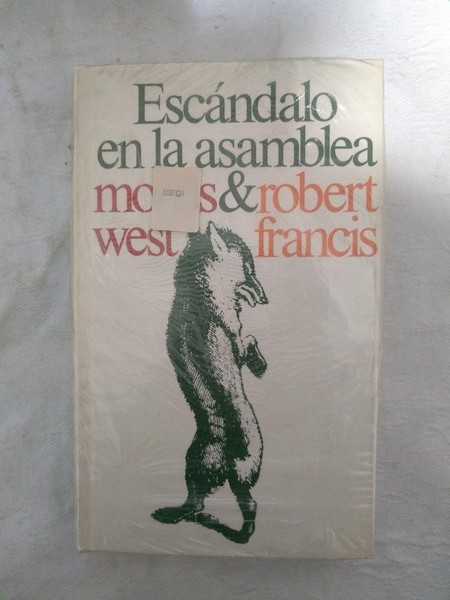 Escándalo
en la asamblea
&robert
west francis